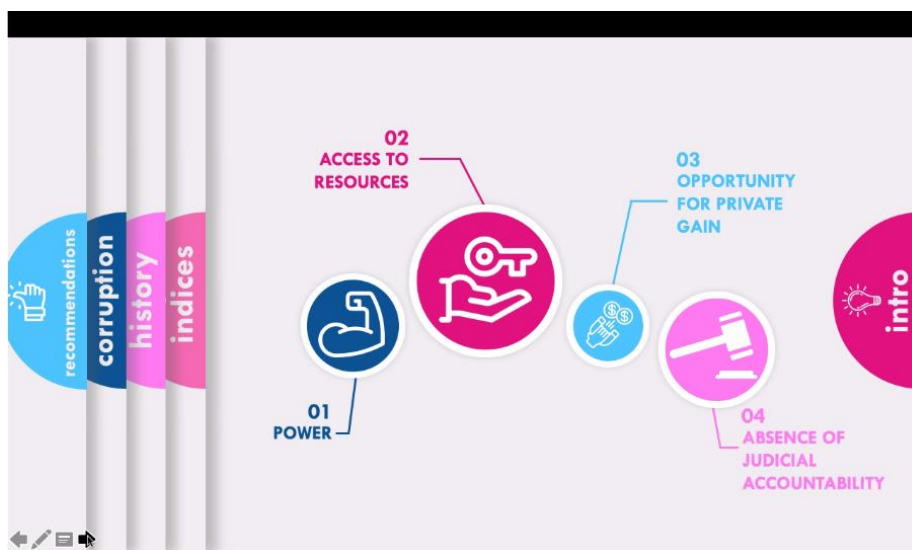 recommendations
corruption
history
indices
01
POWER
02
ACCESS TO
RESOURCES
03
OPPORTUNITY
FOR PRIVATE
GAIN
04
ABSENCE OF
JUDICIAL
ACCOUNTABILITY
intro